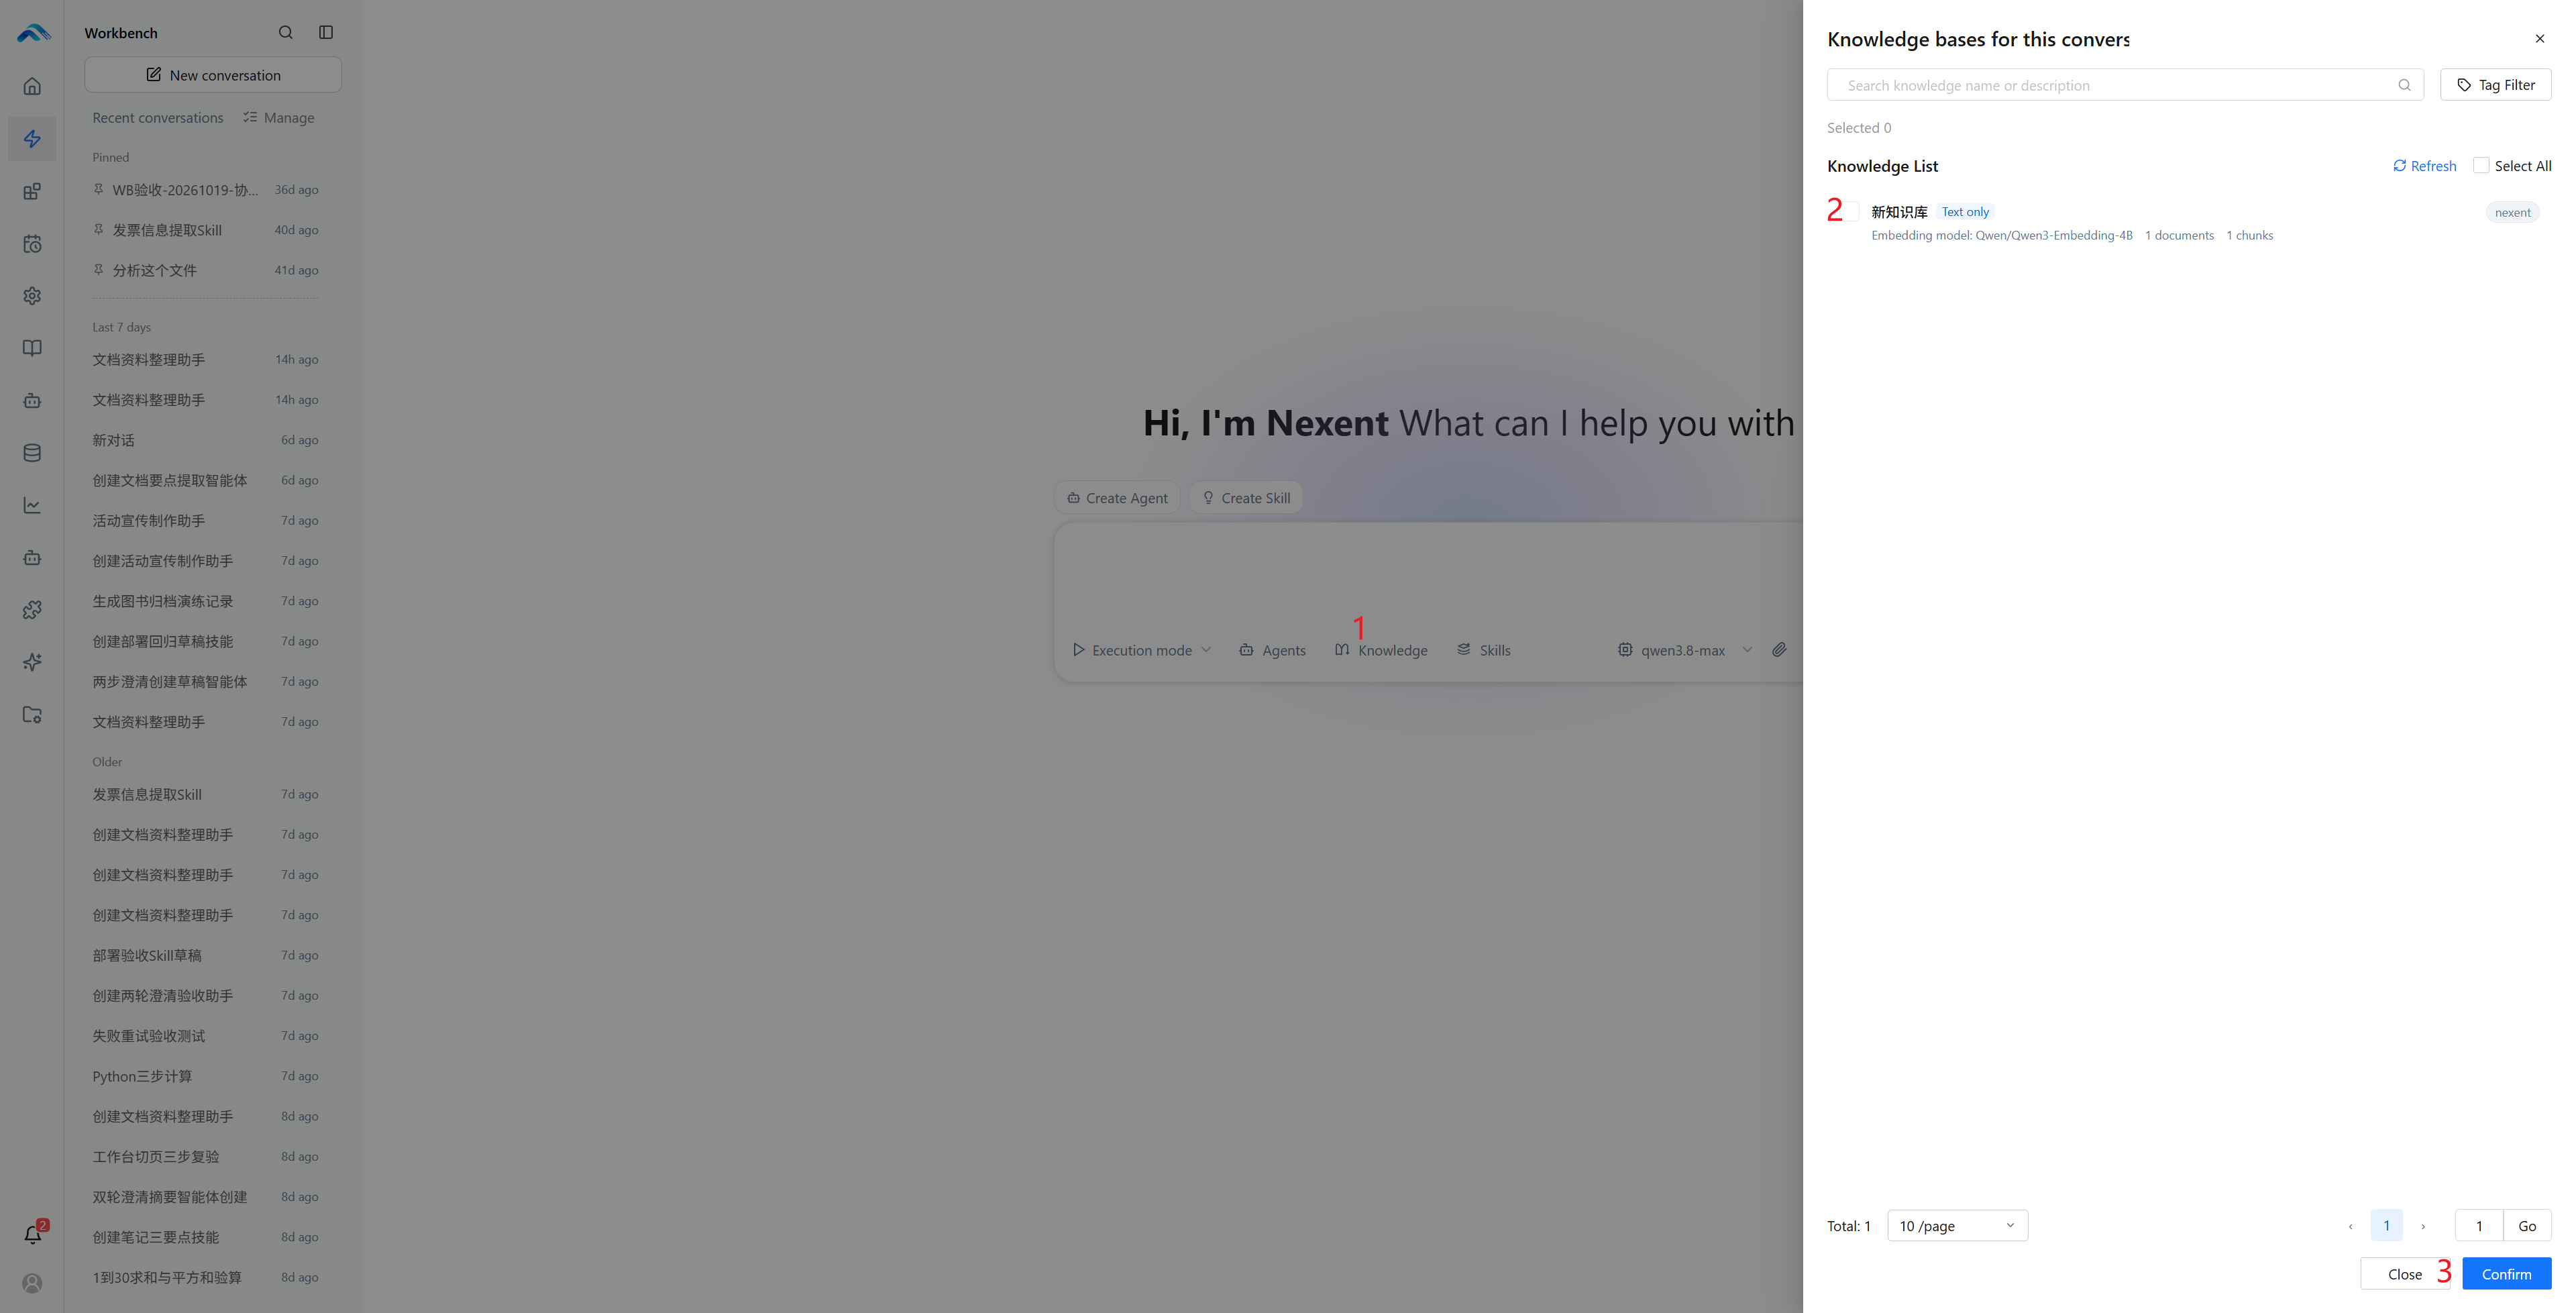 Workbench
New conversation
Recent conversations Manage
Pinned
WB验收-20261019-协... 36d ago
发票信息提取Skill 40d ago
分析这个文件 41d ago
Last 7 days
文档资料整理助手 14h ago
文档资料整理助手 14h ago
新对话 6d ago
创建文档要点提取智能体 6d ago
活动宣传制作助手 7d ago
创建活动宣传制作助手 7d ago
生成图书归档演练记录 7d ago
创建部署回归草稿技能 7d ago
两步澄清创建草稿智能体 7d ago
文档资料整理助手 7d ago
Older
发票信息提取Skill 7d ago
创建文档资料整理助手 7d ago
创建文档资料整理助手 7d ago
创建文档资料整理助手 7d ago
部署验收Skill草稿 7d ago
创建两轮澄清验收助手 7d ago
失败重试验收测试 7d ago
Python三步计算 7d ago
创建文档资料整理助手 8d ago
工作台切页三步复验 8d ago
双轮澄清摘要智能体创建 8d ago
创建笔记三要点技能 8d ago
1到30求和与平方和验算 8d ago
2
Hi, I'm Nexent What can I help you with
Create Agent Create Skill
1
Execution mode Agents Knowledge Skills qwen3.8-max
Knowledge bases for this convers
Search knowledge name or description Tag Filter
Selected 0
Knowledge List Refresh Select All
2 新知识库 Text only nexent
Embedding model: Qwen/Qwen3-Embedding-4B 1 documents 1 chunks
Total: 1 10 /page ‹ 1 › 1 Go
Close 3 Confirm